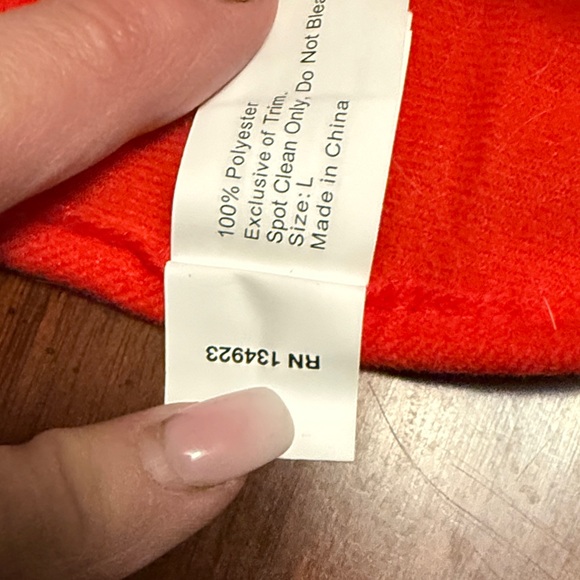 100% Polyester
Exclusive of Trim.
Spot Clean Only, Do Not
Size: L
Made in China
RN 134923